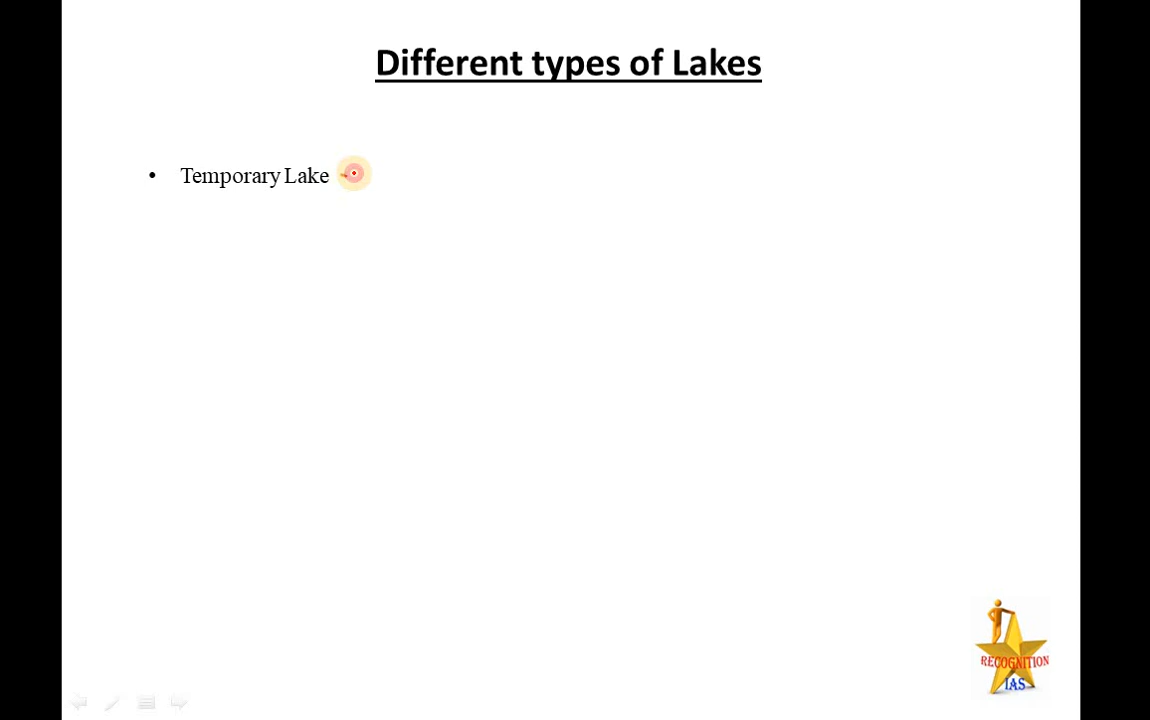 Different types of Lakes
• Temporary Lake
RECOGNITION
IAS